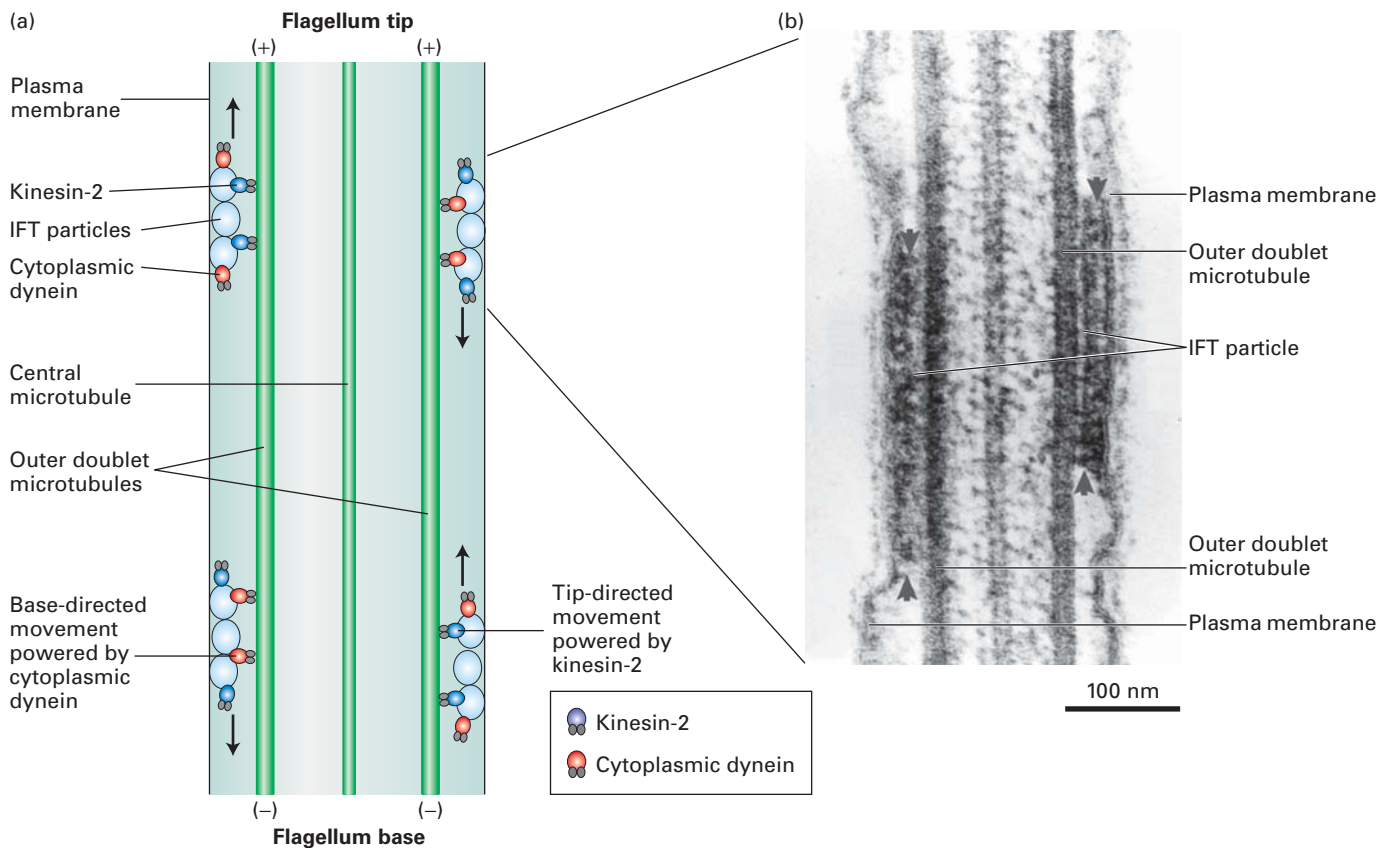 (a)
Flagellum tip
(+)
(+)
Plasma
membrane
Kinesin-2
IFT particles
Cytoplasmic
dynein
Central
microtubule
Outer doublet
microtubules
Base-directed
movement
powered by
cytoplasmic
dynein
Tip-directed
movement
powered by
kinesin-2
Kinesin-2
Cytoplasmic dynein
(−)
(−)
Flagellum base
(b)
Plasma membrane
Outer doublet
microtubule
IFT particle
Outer doublet
microtubule
Plasma membrane
100 nm